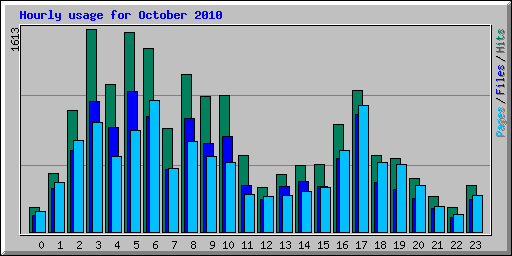 Hourly usage for October 2010
1613
Pages / Files / Hits
0 1 2 3 4 5 6 7 8 9 10 11 12 13 14 15 16 17 18 19 20 21 22 23